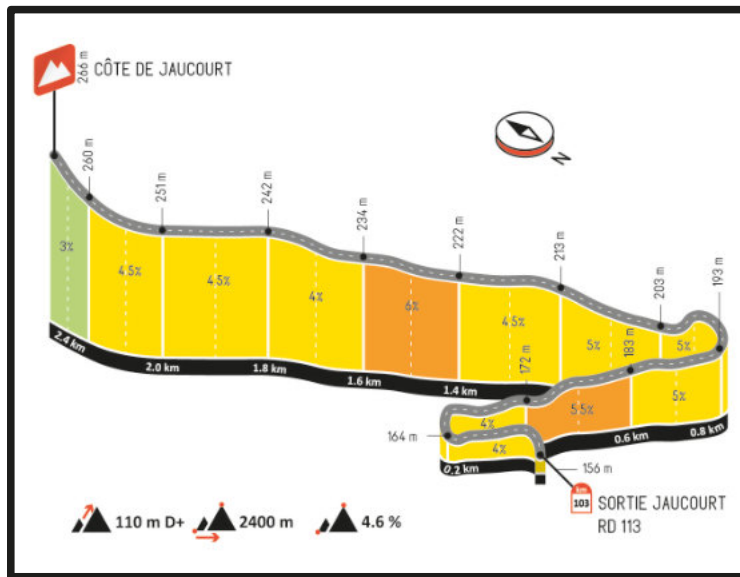 266 m
CÔTE DE JAUCOURT
260 m
251 m
242 m
234 m
222 m
213 m
203 m
193 m
N
3%
4.5%
4.5%
4%
6%
4.5%
5%
5%
172 m
183 m
2.4 km
2.0 km
1.8 km
1.6 km
1.4 km
4%
5.5%
5%
164 m
4%
0.6 km
0.8 km
0.2 km
156 m
km
103
SORTIE JAUCOURT
RD 113
110 m D+
2400 m
4.6 %